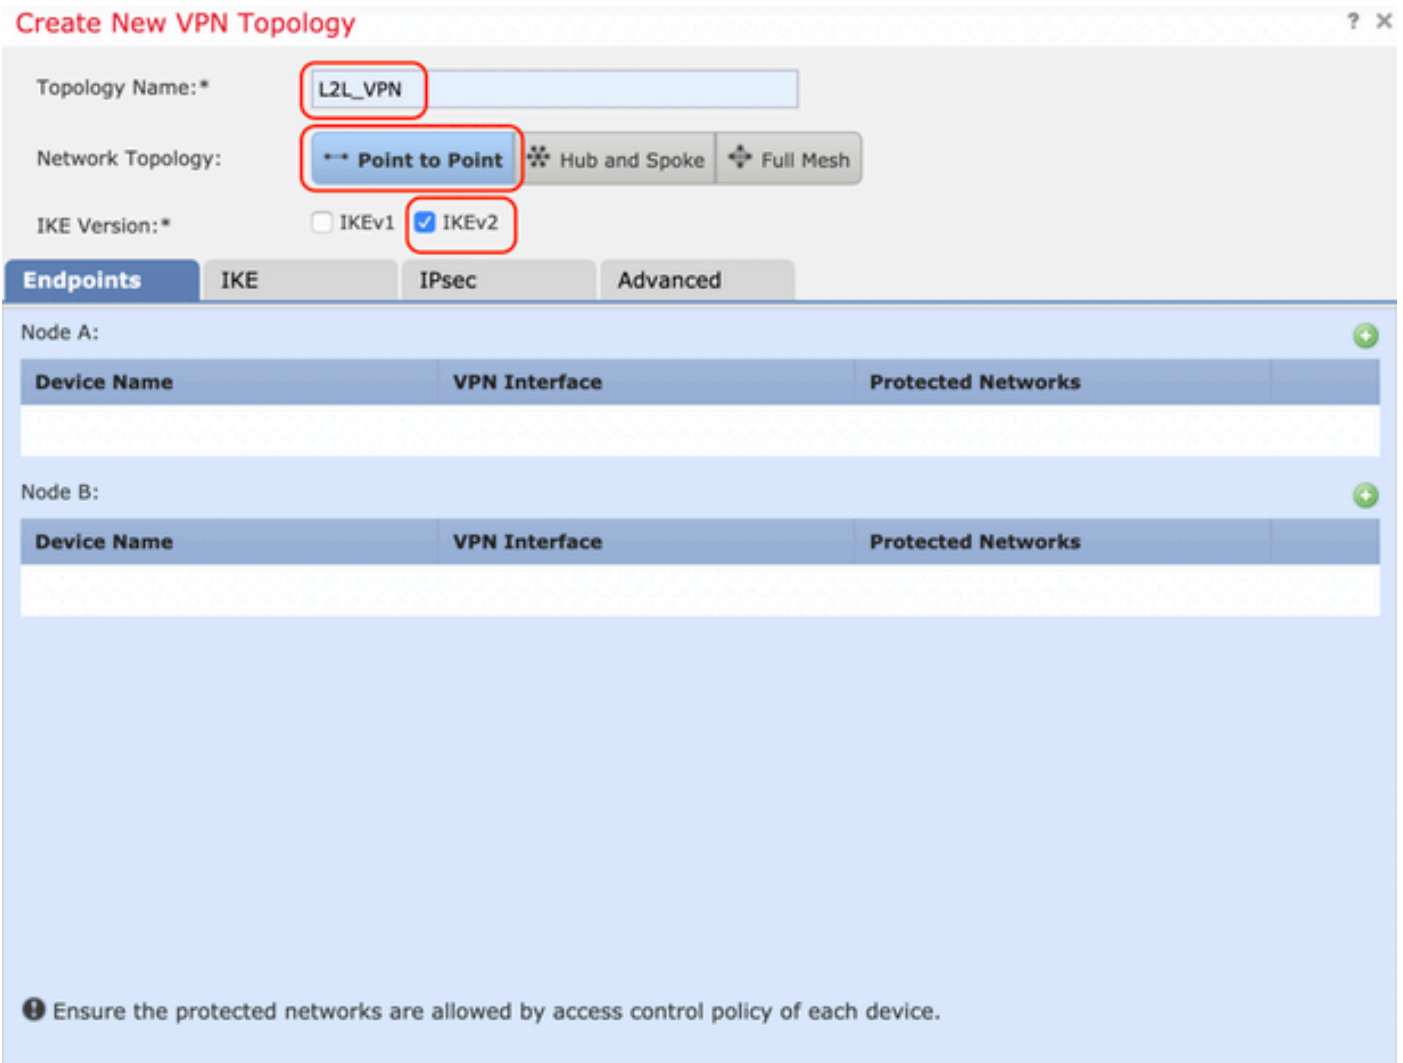 Create New VPN Topology ? ×
Topology Name:* L2L_VPN
Network Topology: Point to Point Hub and Spoke Full Mesh
IKE Version:* IKEv1 IKEv2
Endpoints IKE IPsec Advanced
Node A:
Device Name VPN Interface Protected Networks
Node B:
Device Name VPN Interface Protected Networks
Ensure the protected networks are allowed by access control policy of each device.